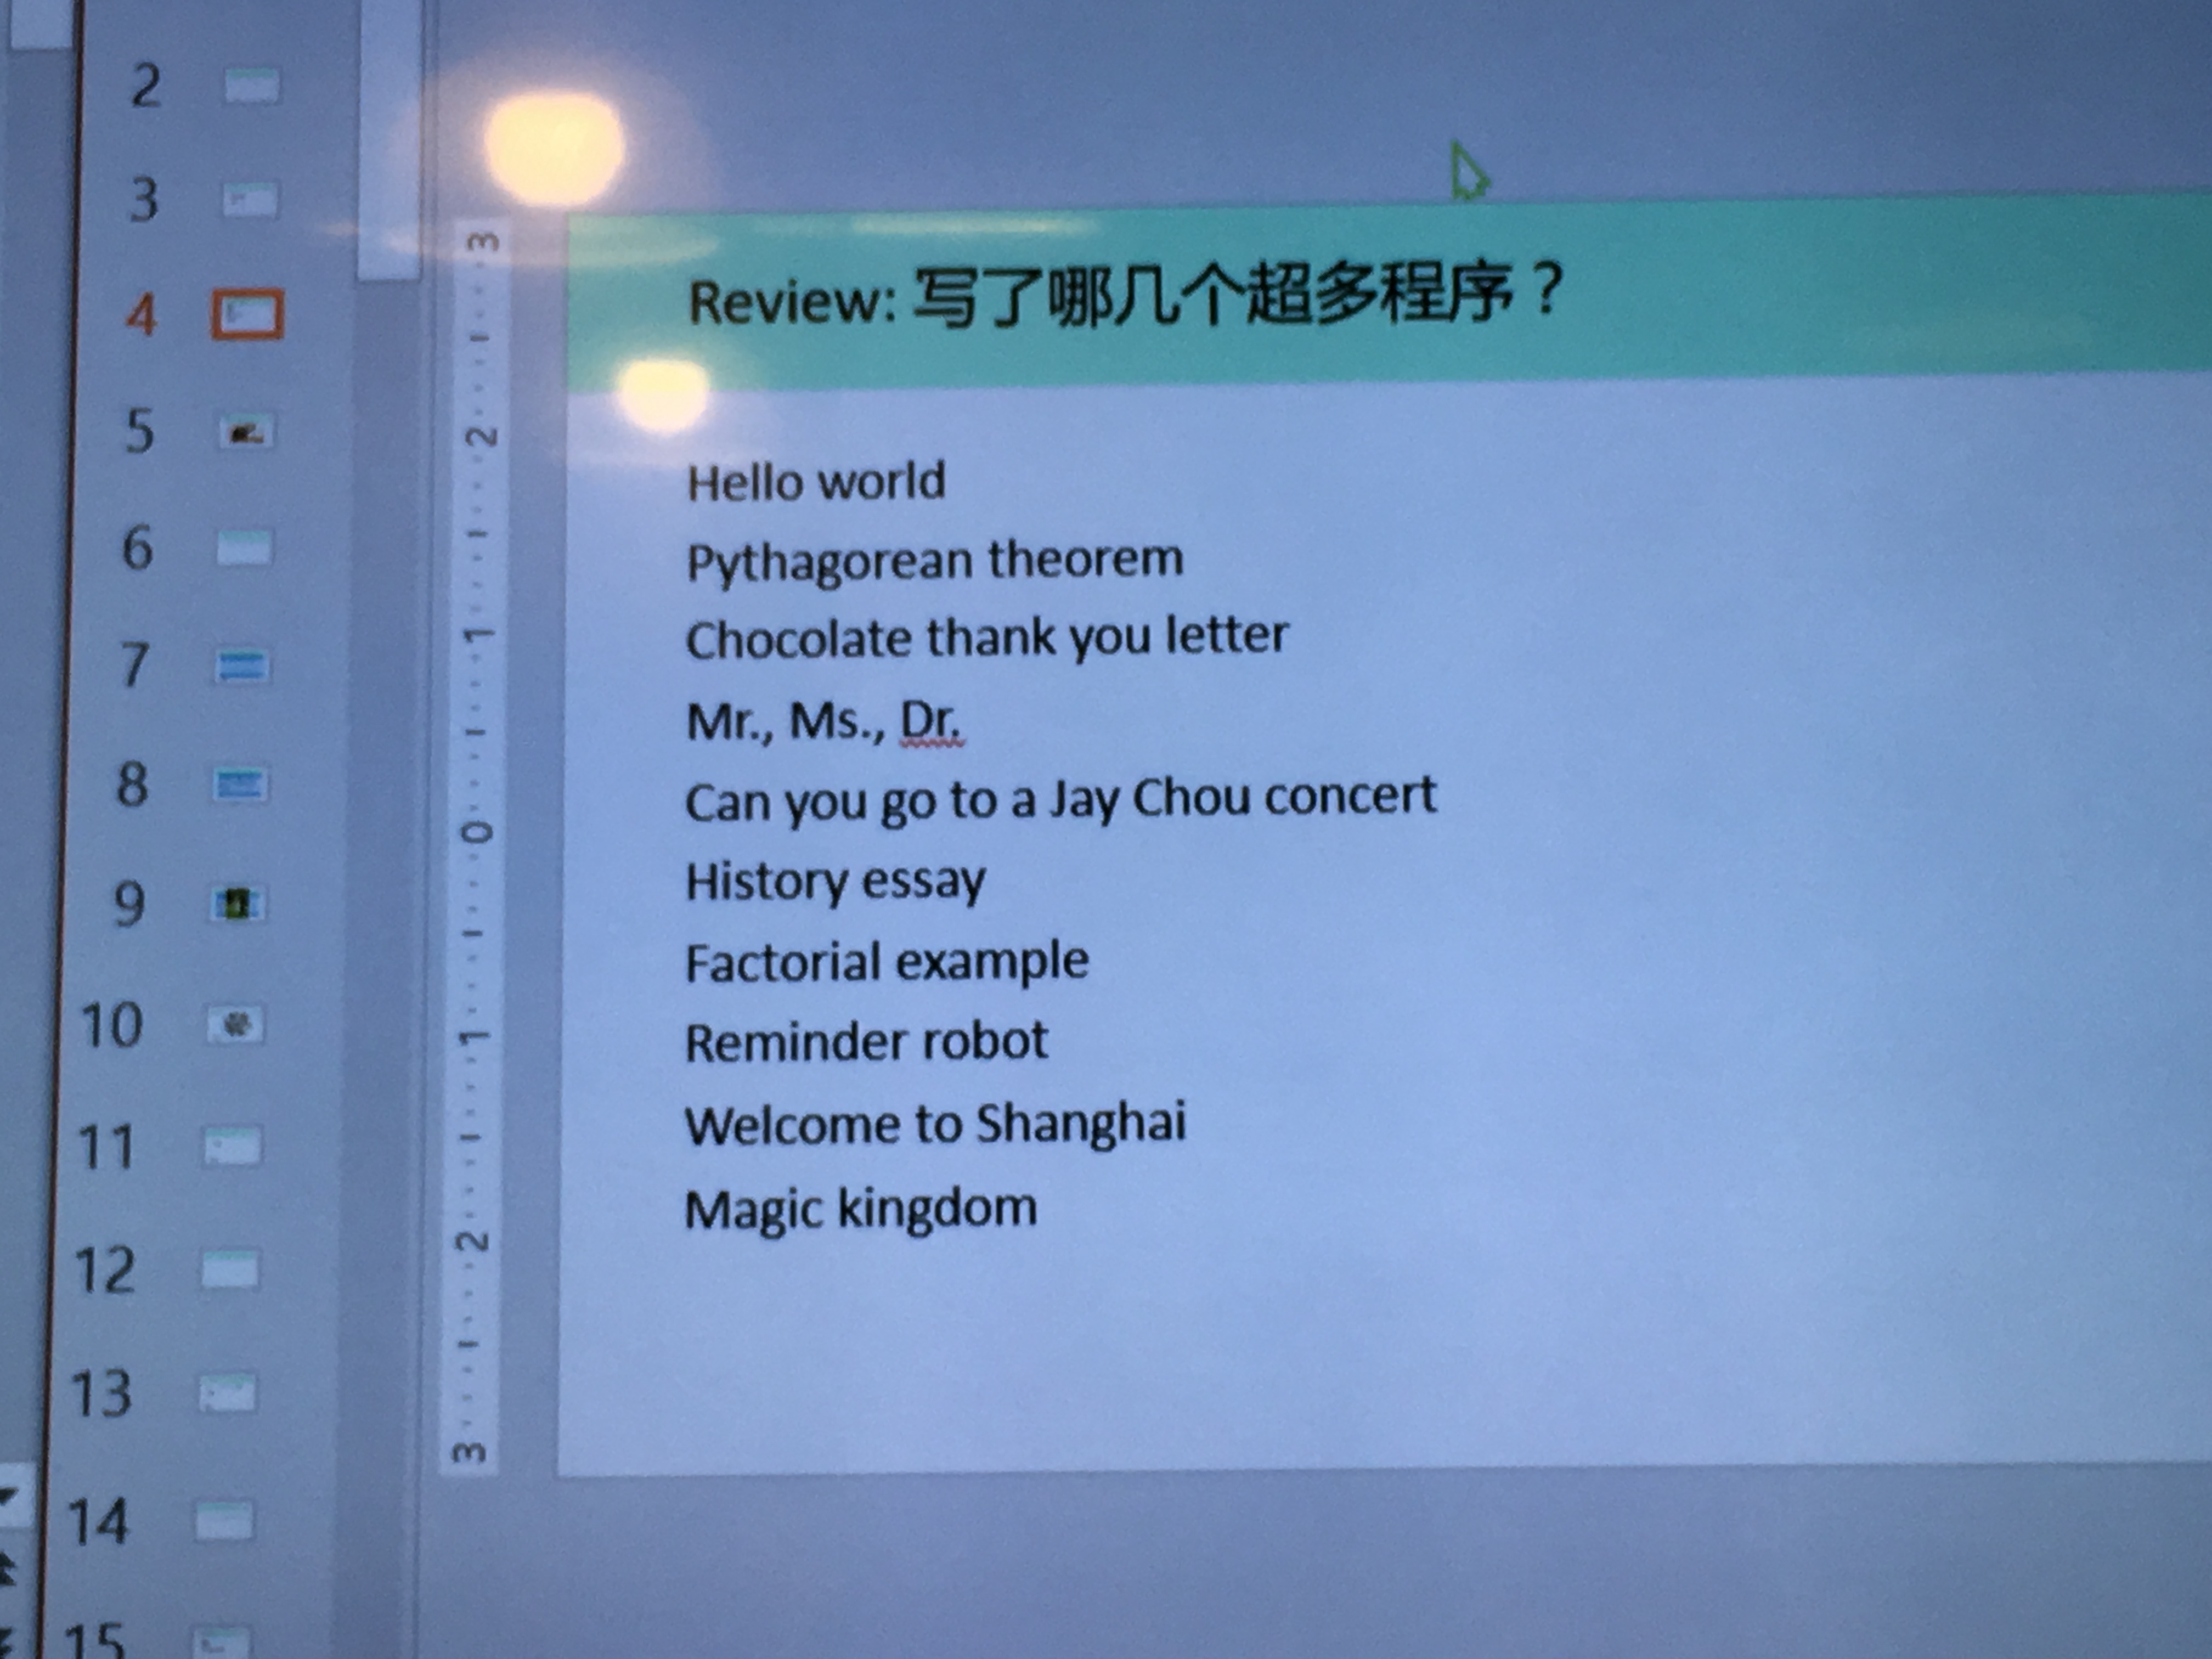 2
3
4
5
6
7
8
9
10
11
12
13
14
15
3 2 1 0 1 2 3
Review: 写了哪几个超多程序？
Hello world
Pythagorean theorem
Chocolate thank you letter
Mr., Ms., Dr.
Can you go to a Jay Chou concert
History essay
Factorial example
Reminder robot
Welcome to Shanghai
Magic kingdom